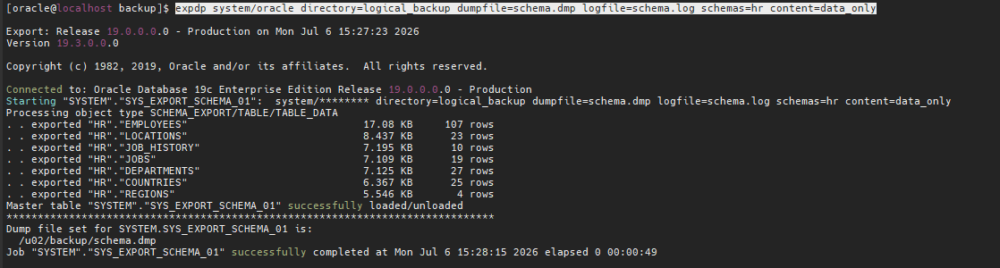 [oracle@localhost backup]$ expdp system/oracle directory=logical_backup dumpfile=schema.dmp logfile=schema.log schemas=hr content=data_only
Export: Release 19.0.0.0.0 - Production on Mon Jul 6 15:27:23 2026
Version 19.3.0.0.0
Copyright (c) 1982, 2019, Oracle and/or its affiliates.  All rights reserved.
Connected to: Oracle Database 19c Enterprise Edition Release 19.0.0.0.0 - Production
Starting "SYSTEM"."SYS_EXPORT_SCHEMA_01":  system/******** directory=logical_backup dumpfile=schema.dmp logfile=schema.log schemas=hr content=data_only
Processing object type SCHEMA_EXPORT/TABLE/TABLE_DATA
. . exported "HR"."EMPLOYEES"                            17.08 KB     107 rows
. . exported "HR"."LOCATIONS"                            8.437 KB      23 rows
. . exported "HR"."JOB_HISTORY"                          7.195 KB      10 rows
. . exported "HR"."JOBS"                                 7.109 KB      19 rows
. . exported "HR"."DEPARTMENTS"                          7.125 KB      27 rows
. . exported "HR"."COUNTRIES"                            6.367 KB      25 rows
. . exported "HR"."REGIONS"                              5.546 KB       4 rows
Master table "SYSTEM"."SYS_EXPORT_SCHEMA_01" successfully loaded/unloaded
******************************************************************************
Dump file set for SYSTEM.SYS_EXPORT_SCHEMA_01 is:
  /u02/backup/schema.dmp
Job "SYSTEM"."SYS_EXPORT_SCHEMA_01" successfully completed at Mon Jul 6 15:28:15 2026 elapsed 0 00:00:49